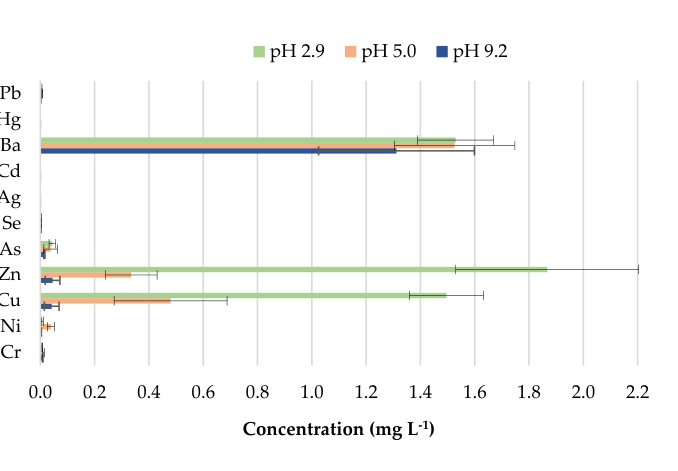 pH 2.9 pH 5.0 pH 9.2
Pb
Hg
Ba
Cd
Ag
Se
As
Zn
Cu
Ni
Cr
0.0 0.2 0.4 0.6 0.8 1.0 1.2 1.4 1.6 1.8 2.0 2.2
Concentration (mg L⁻¹)